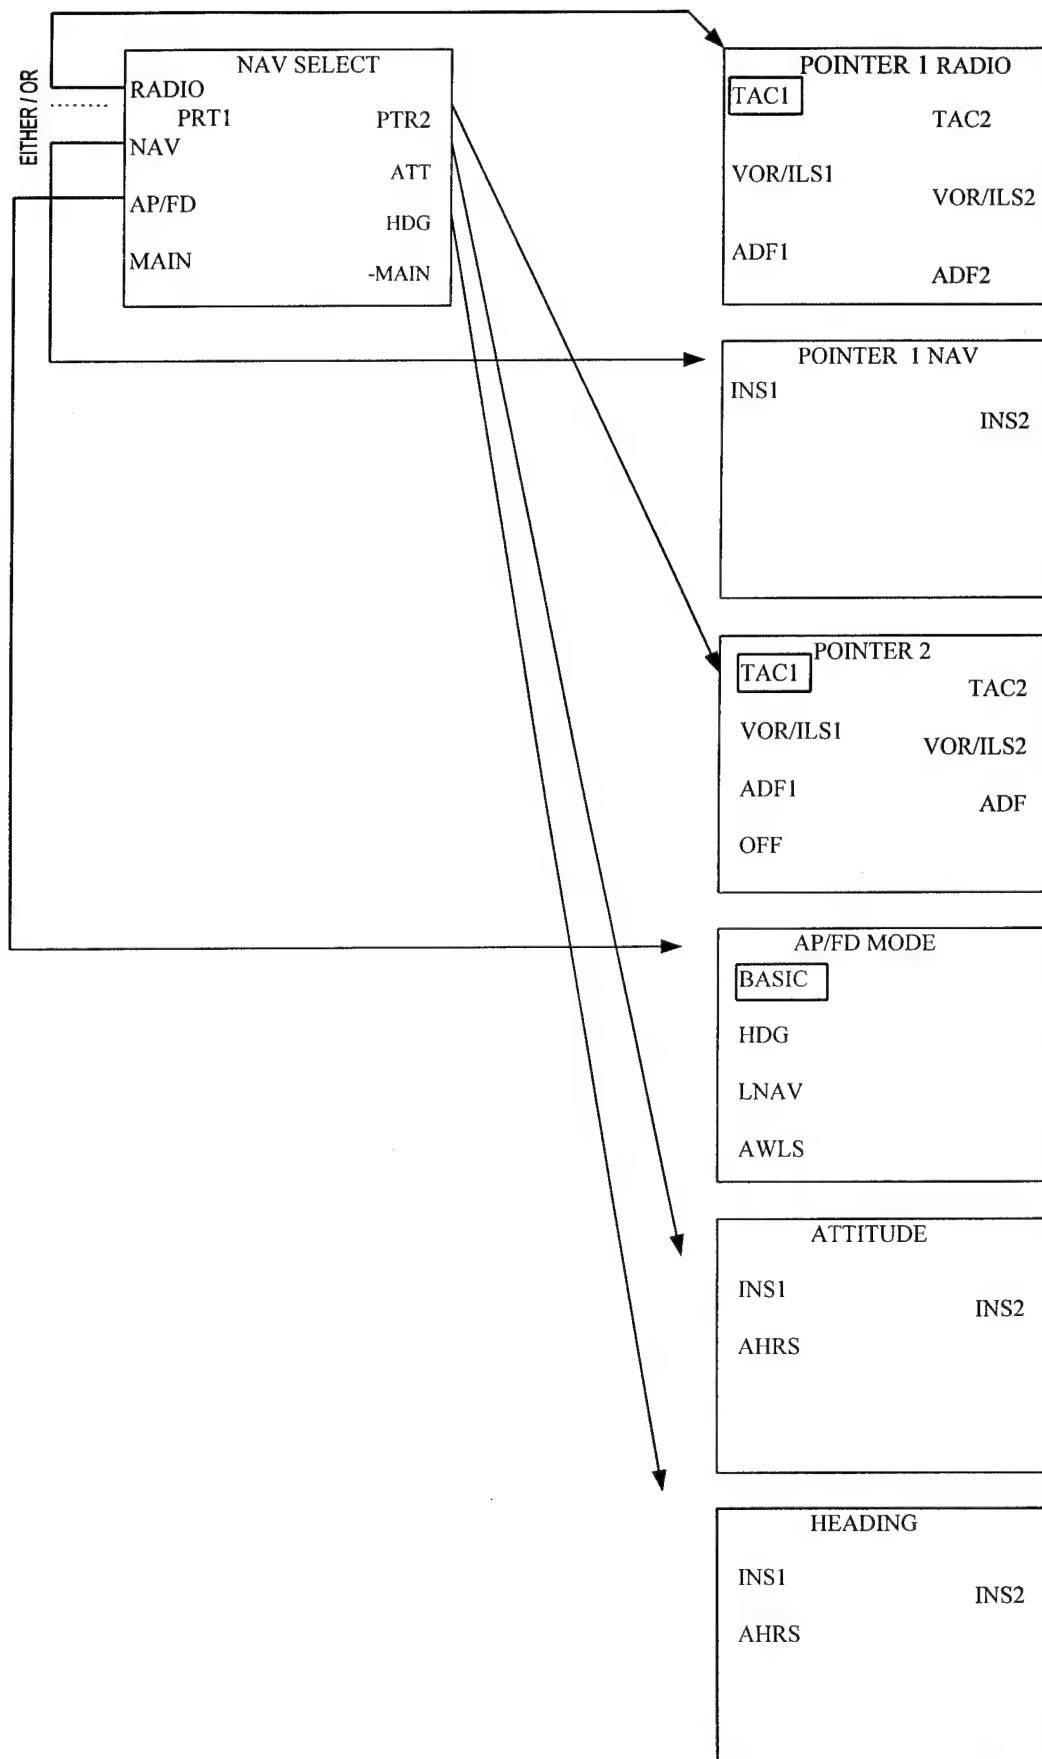 EITHER / OR
NAV SELECT
RADIO
PRT1
PTR2
NAV
ATT
AP/FD
HDG
MAIN
-MAIN
POINTER 1 RADIO
TAC1
TAC2
VOR/ILS1
VOR/ILS2
ADF1
ADF2
POINTER 1 NAV
INS1
INS2
POINTER 2
TAC1
TAC2
VOR/ILS1
VOR/ILS2
ADF1
ADF
OFF
AP/FD MODE
BASIC
HDG
LNAV
AWLS
ATTITUDE
INS1
INS2
AHRS
HEADING
INS1
INS2
AHRS